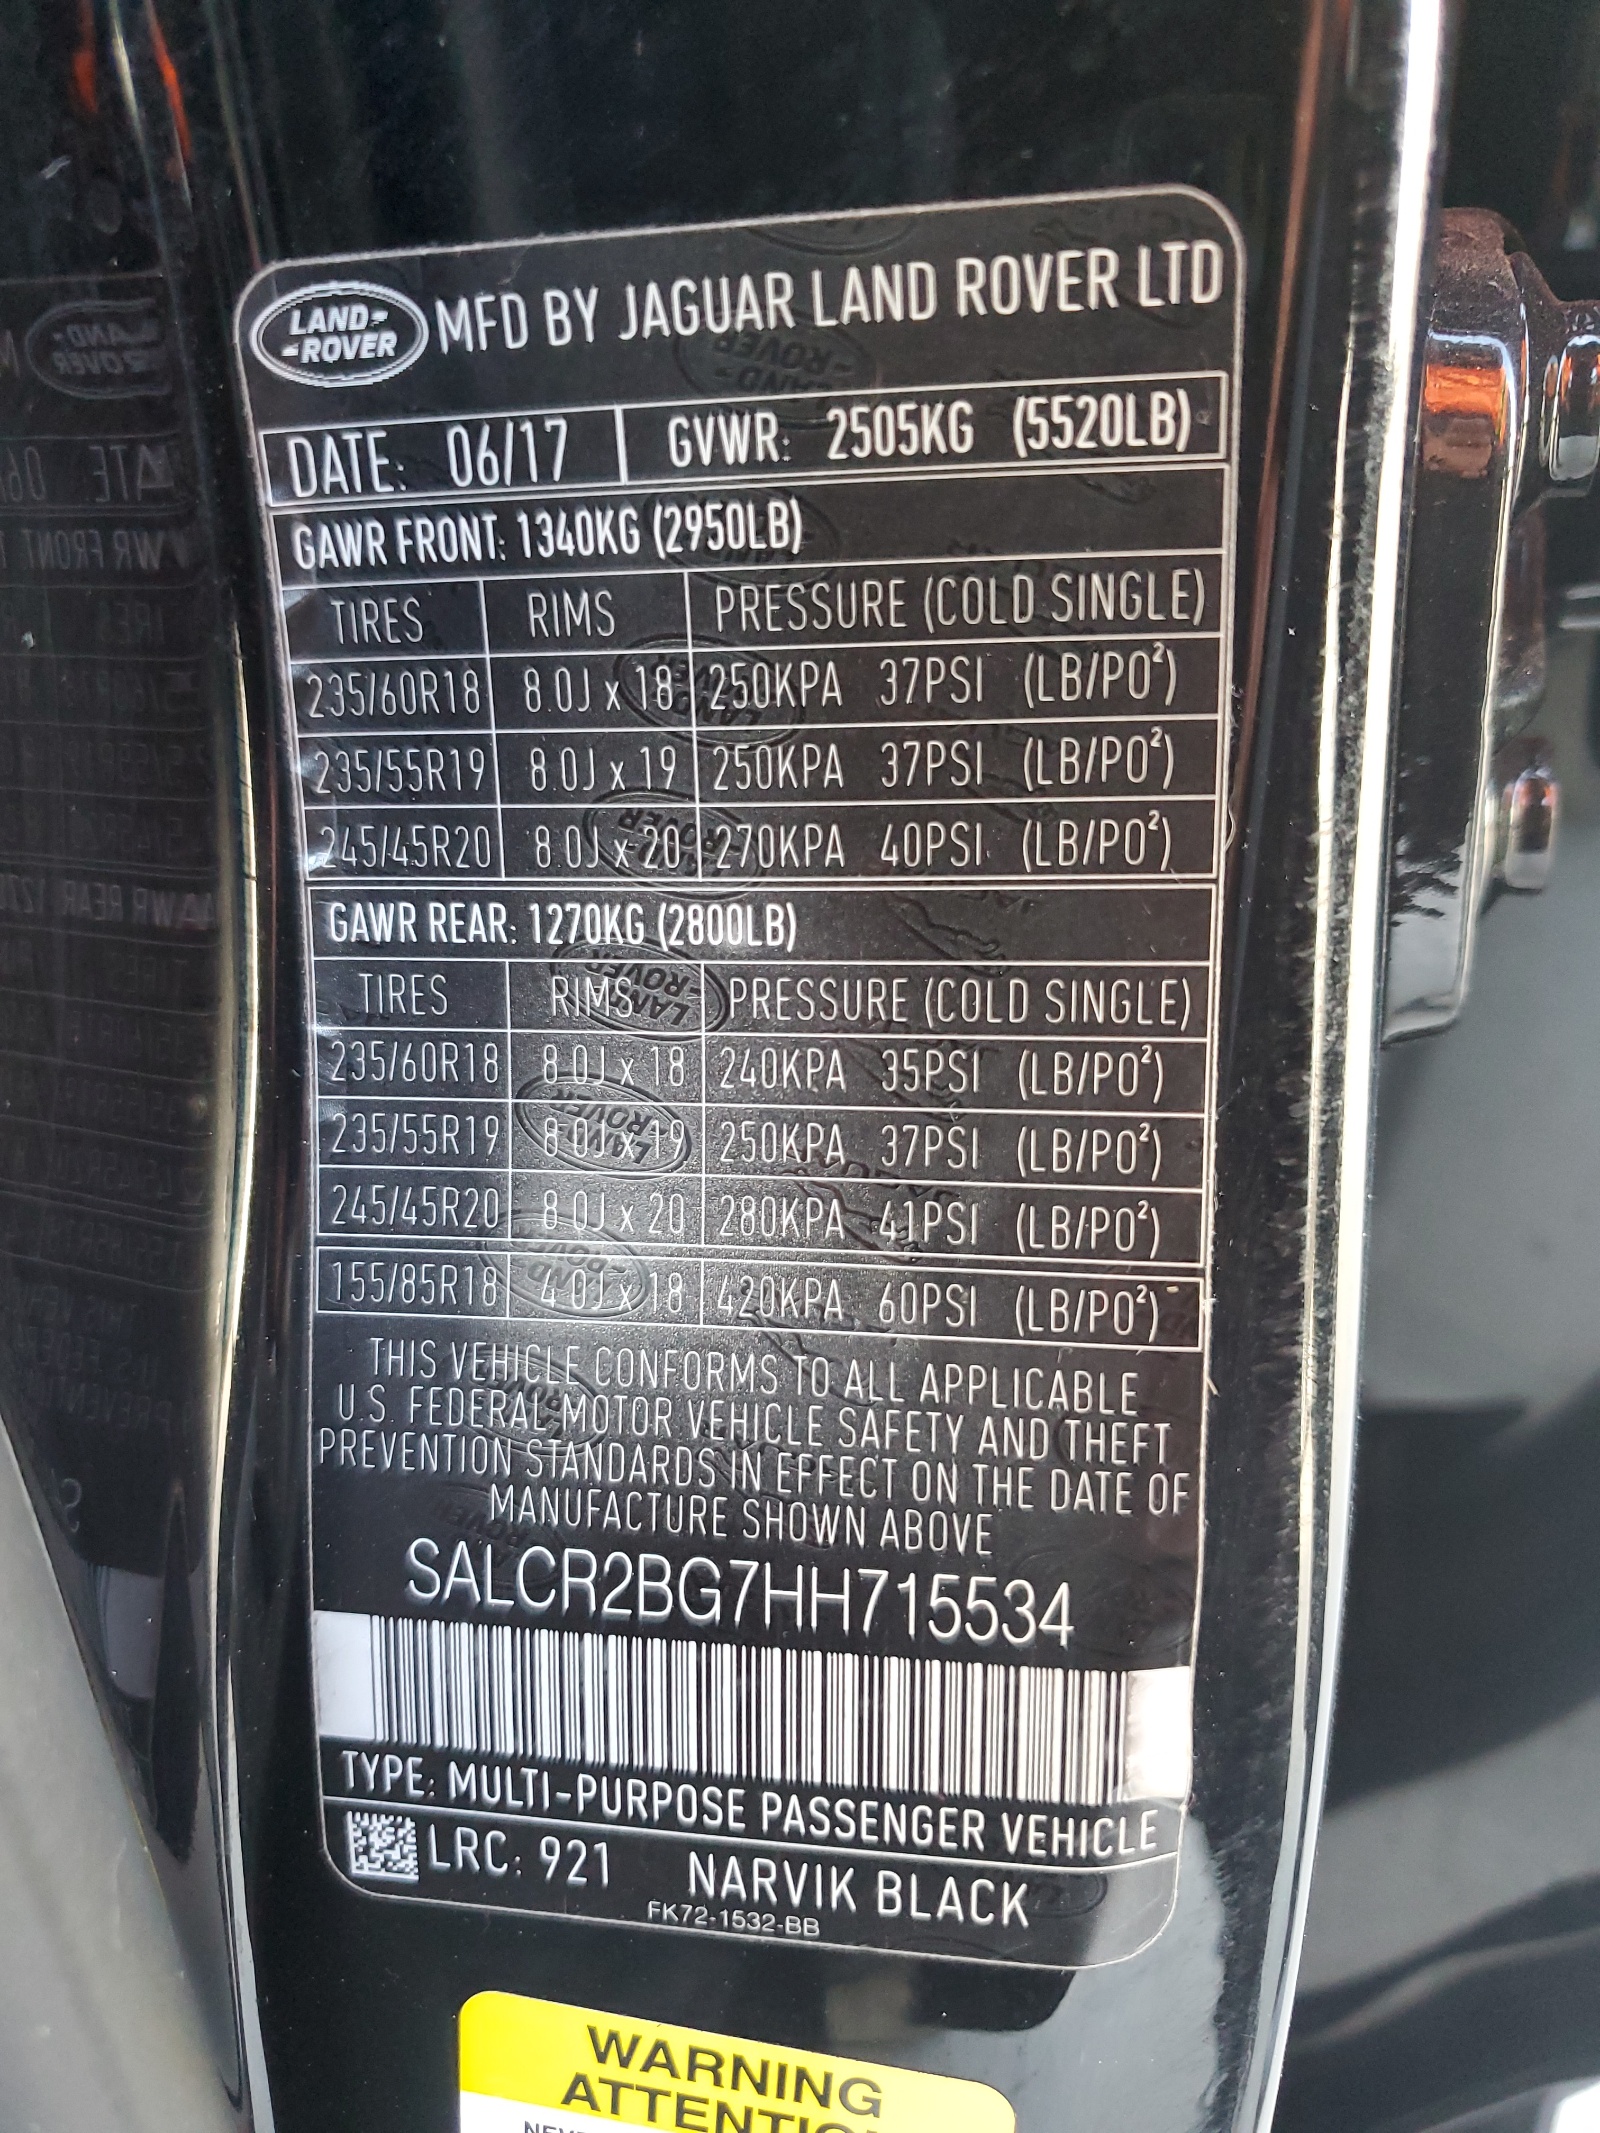 LAND-
-ROVER
MFD BY JAGUAR LAND ROVER LTD
DATE: 06/17 GVWR: 2505KG (5520LB)
GAWR FRONT: 1340KG (2950LB)
TIRES RIMS PRESSURE (COLD SINGLE)
235/60R18 8.0J x 18 250KPA 37PSI (LB/PO²)
235/55R19 8.0J x 19 250KPA 37PSI (LB/PO²)
245/45R20 8.0J x 20 270KPA 40PSI (LB/PO²)
GAWR REAR: 1270KG (2800LB)
TIRES RIMS PRESSURE (COLD SINGLE)
235/60R18 8.0J x 18 240KPA 35PSI (LB/PO²)
235/55R19 8.0J x 19 250KPA 37PSI (LB/PO²)
245/45R20 8.0J x 20 280KPA 41PSI (LB/PO²)
155/85R18 4.0J x 18 420KPA 60PSI (LB/PO²)
THIS VEHICLE CONFORMS TO ALL APPLICABLE
U.S. FEDERAL MOTOR VEHICLE SAFETY AND THEFT
PREVENTION STANDARDS IN EFFECT ON THE DATE OF
MANUFACTURE SHOWN ABOVE
SALCR2BG7HH715534
TYPE: MULTI-PURPOSE PASSENGER VEHICLE
LRC: 921 NARVIK BLACK
FK72-1532-BB
WARNING